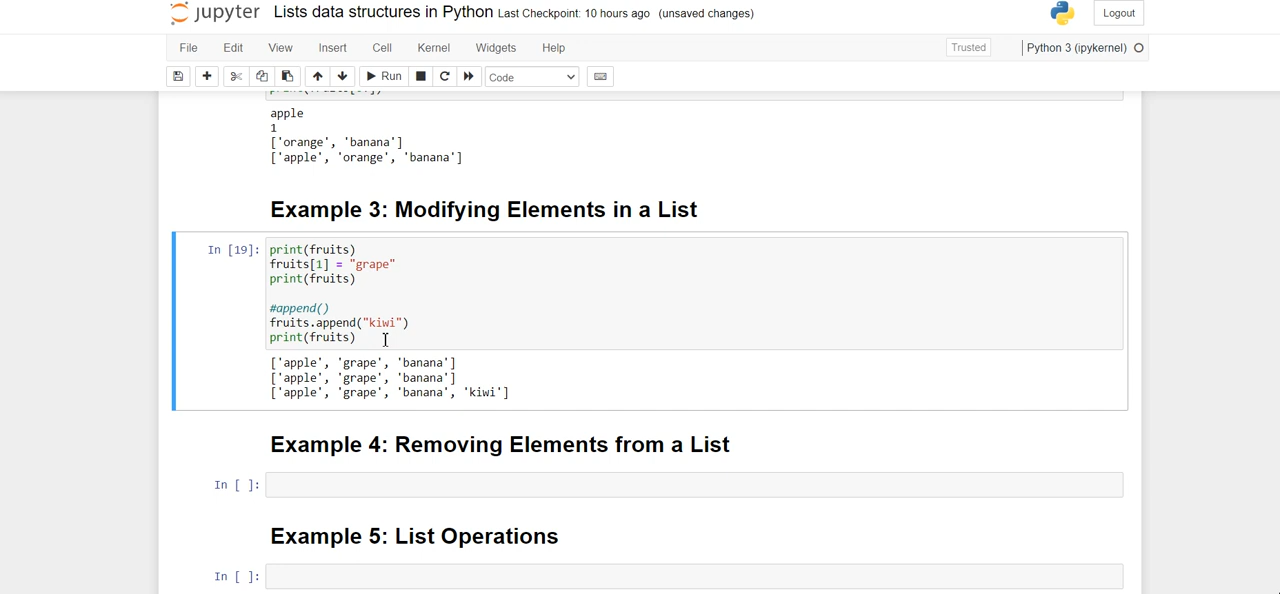 jupyter Lists data structures in Python Last Checkpoint: 10 hours ago (unsaved changes) Logout
File Edit View Insert Cell Kernel Widgets Help Trusted Python 3 (ipykernel)
Run Code
apple
1
['orange', 'banana']
['apple', 'orange', 'banana']
Example 3: Modifying Elements in a List
In [19]: print(fruits)
fruits[1] = "grape"
print(fruits)
#append()
fruits.append("kiwi")
print(fruits)
['apple', 'grape', 'banana']
['apple', 'grape', 'banana']
['apple', 'grape', 'banana', 'kiwi']
Example 4: Removing Elements from a List
In [ ]:
Example 5: List Operations
In [ ]: